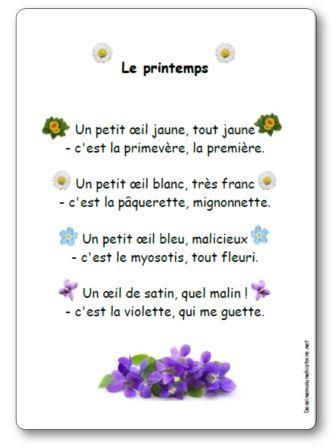 Le printemps
Un petit œil jaune, tout jaune
- c'est la primevère, la première.
Un petit œil blanc, très franc
- c'est la pâquerette, mignonnette.
Un petit œil bleu, malicieux
- c'est le myosotis, tout fleuri.
Un œil de satin, quel malin !
- c'est la violette, qui me guette.
Dessinemoiunehistoire.net